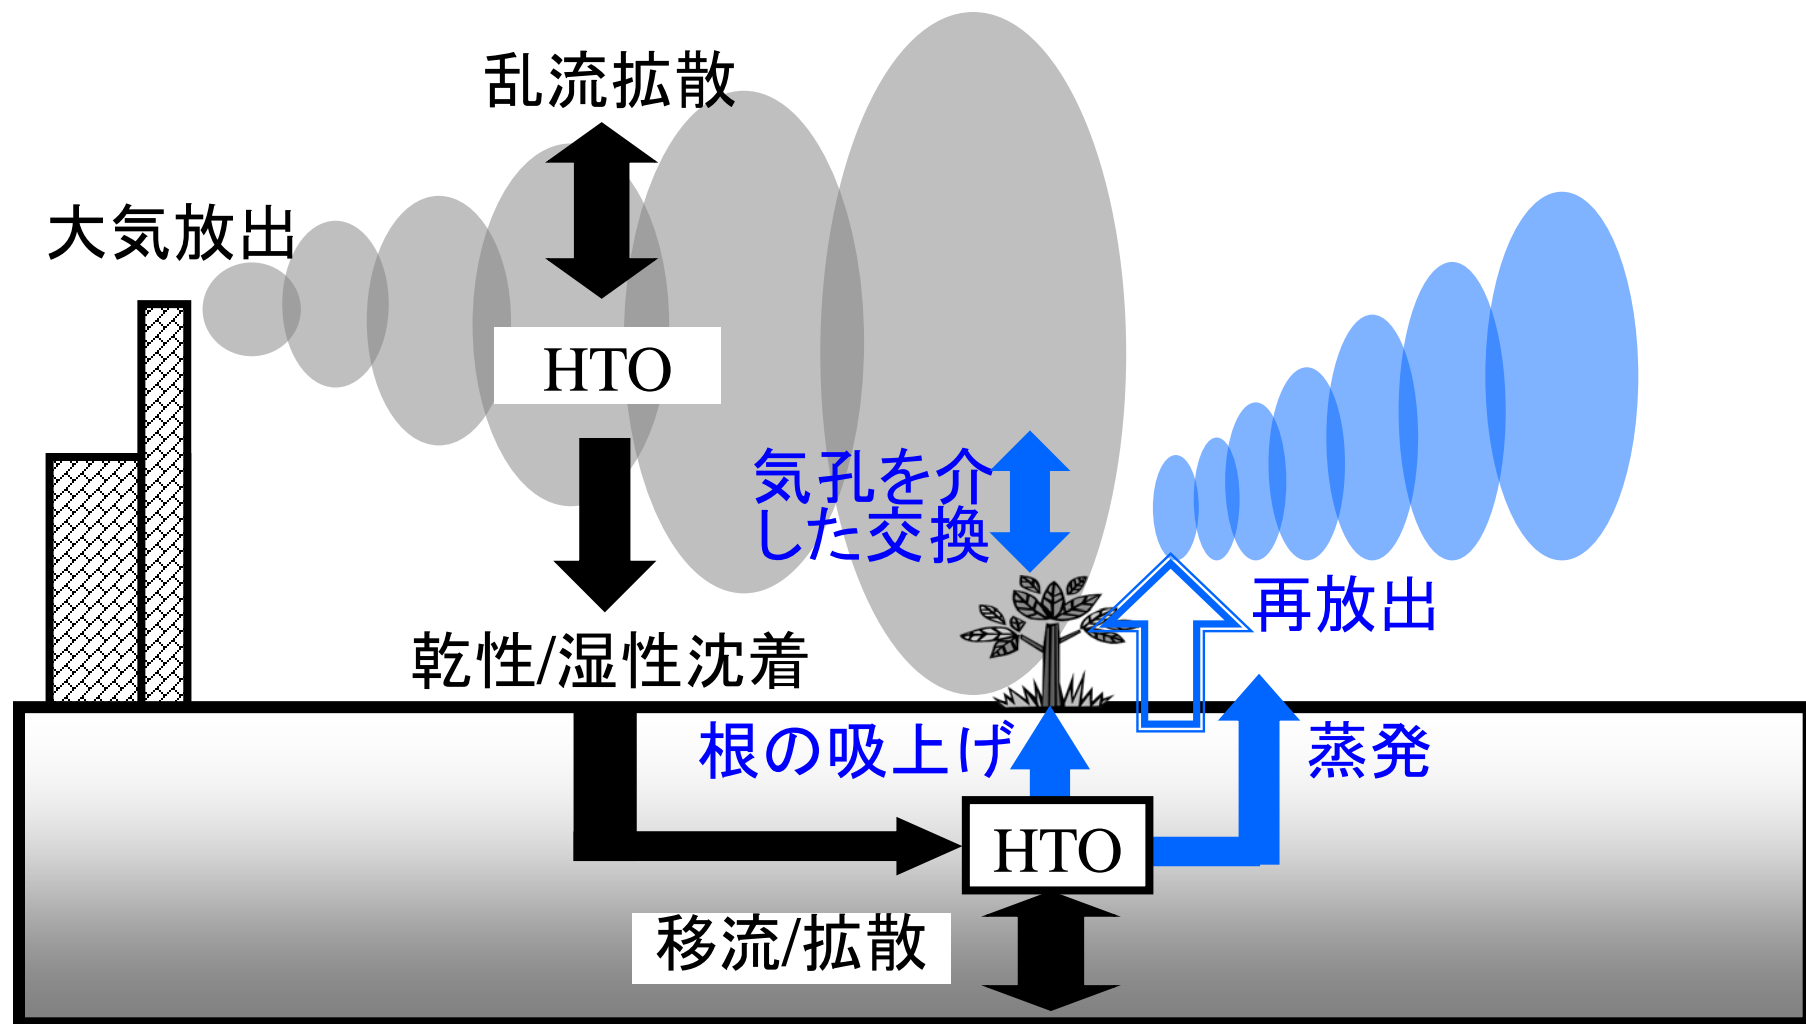 乱流拡散
大気放出
HTO
気孔を介
した交換
再放出
乾性/湿性沈着
根の吸上げ
蒸発
HTO
移流/拡散